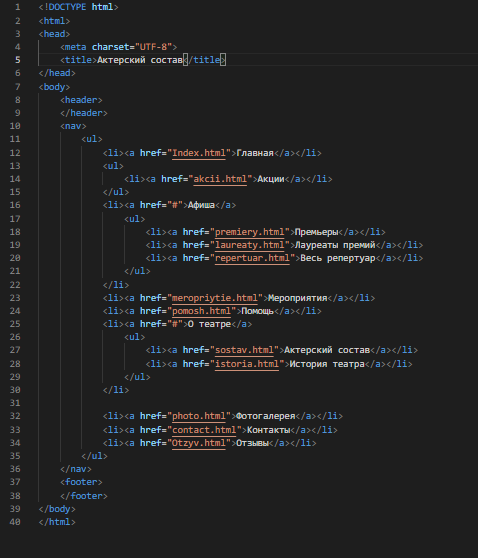 1 <!DOCTYPE html>
2 <html>
3 <head>
4 <meta charset="UTF-8">
5 <title>Актерский состав</title>
6 </head>
7 <body>
8 <header>
9 </header>
10 <nav>
11 <ul>
12 <li><a href="Index.html">Главная</a></li>
13 <ul>
14 <li><a href="akcii.html">Акции</a></li>
15 </ul>
16 <li><a href="#">Афиша</a>
17 <ul>
18 <li><a href="premiery.html">Премьеры</a></li>
19 <li><a href="laureaty.html">Лауреаты премий</a></li>
20 <li><a href="repertuar.html">Весь репертуар</a></li>
21 </ul>
22 </li>
23 <li><a href="meropriytie.html">Мероприятия</a></li>
24 <li><a href="pomosh.html">Помощь</a></li>
25 <li><a href="#">О театре</a>
26 <ul>
27 <li><a href="sostav.html">Актерский состав</a></li>
28 <li><a href="istoria.html">История театра</a></li>
29 </ul>
30 </li>
31
32 <li><a href="photo.html">Фотогалерея</a></li>
33 <li><a href="contact.html">Контакты</a></li>
34 <li><a href="Otzyv.html">Отзывы</a></li>
35 </ul>
36 </nav>
37 <footer>
38 </footer>
39 </body>
40 </html>